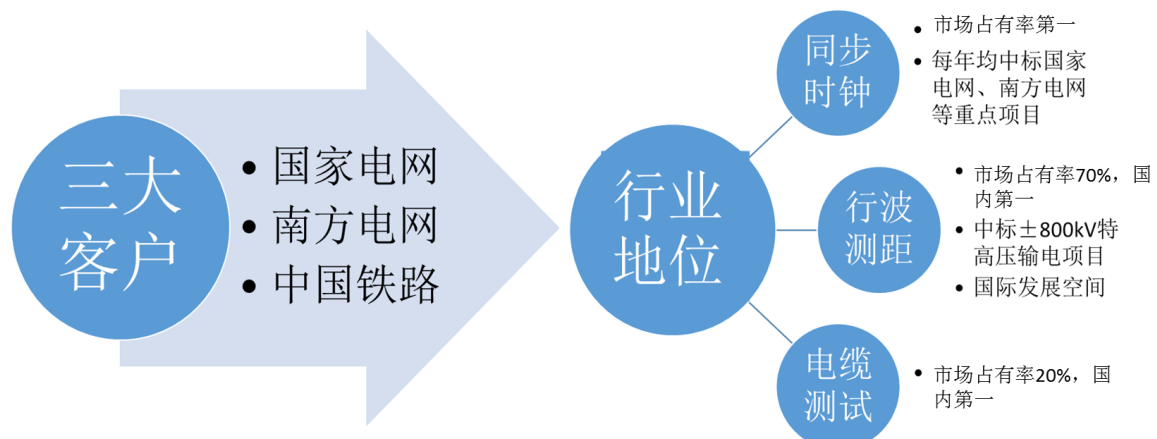 三大
客户
• 国家电网
• 南方电网
• 中国铁路
行业
地位
同步
时钟
• 市场占有率第一
• 每年均中标国家
电网、南方电网
等重点项目
行波
测距
• 市场占有率70%，国
内第一
• 中标±800kV特
高压输电项目
• 国际发展空间
电缆
测试
• 市场占有率20%，国
内第一